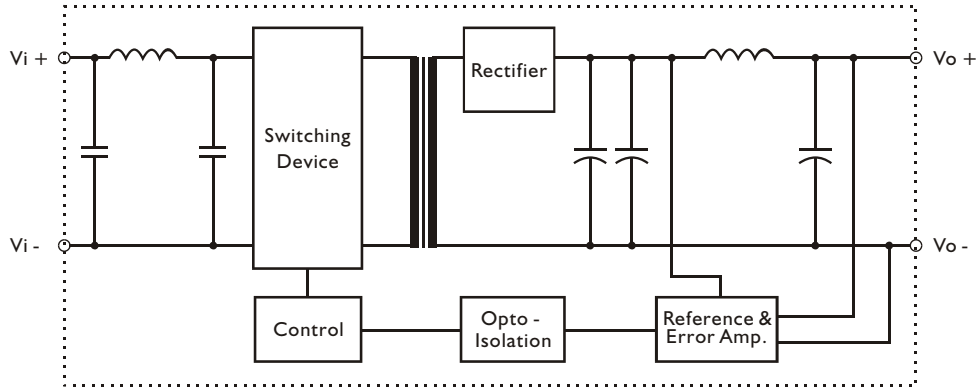 Vi +
Switching
Device
Rectifier
Vo +
Vi -
Vo -
Control
Opto -
Isolation
Reference &
Error Amp.